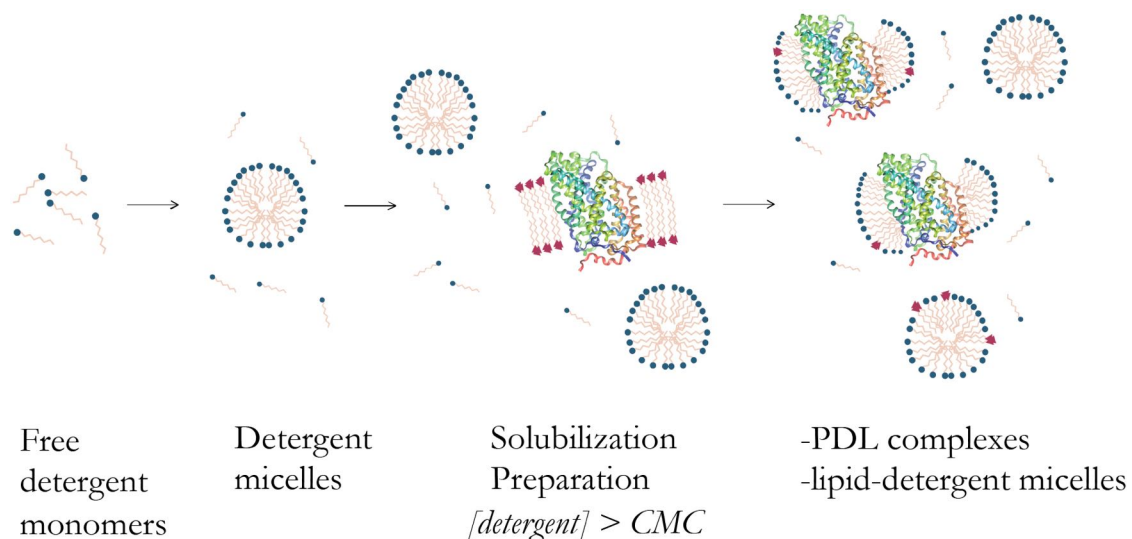 Free
detergent
monomers
Detergent
micelles
Solubilization
Preparation
[detergent] > CMC
-PDL complexes
-lipid-detergent micelles